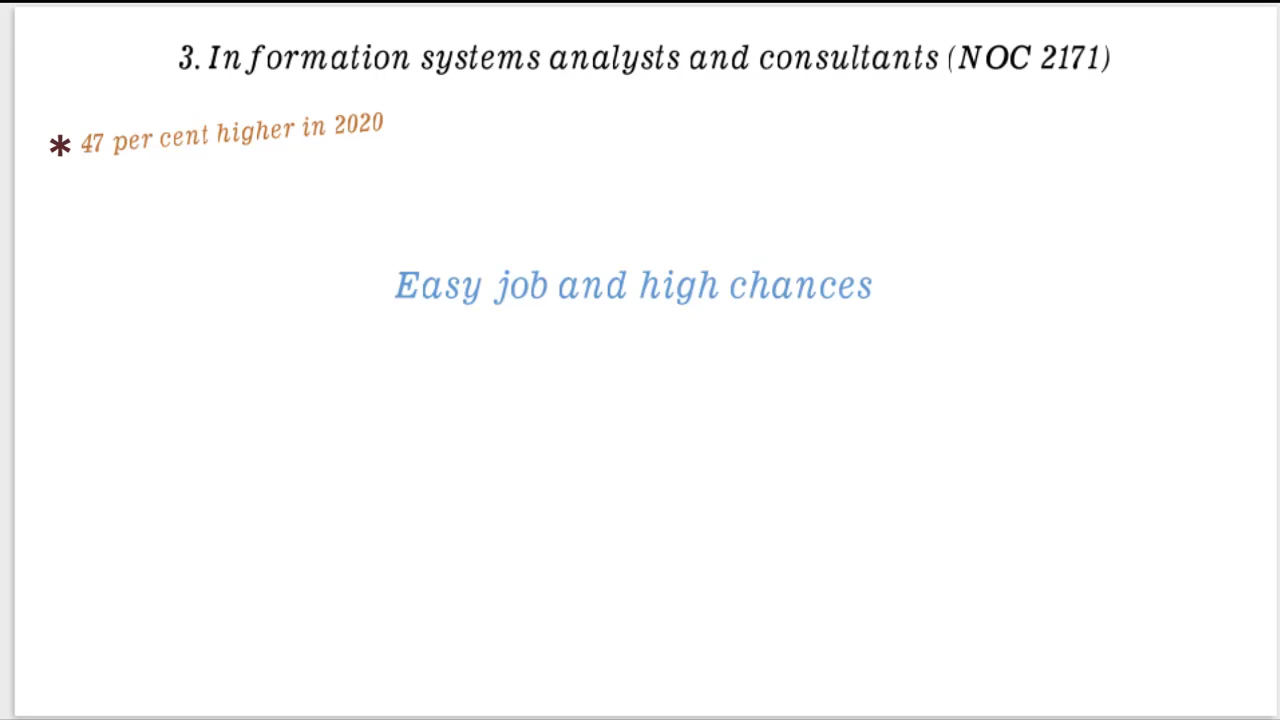 3. Information systems analysts and consultants (NOC 2171)
* 47 per cent higher in 2020
Easy job and high chances